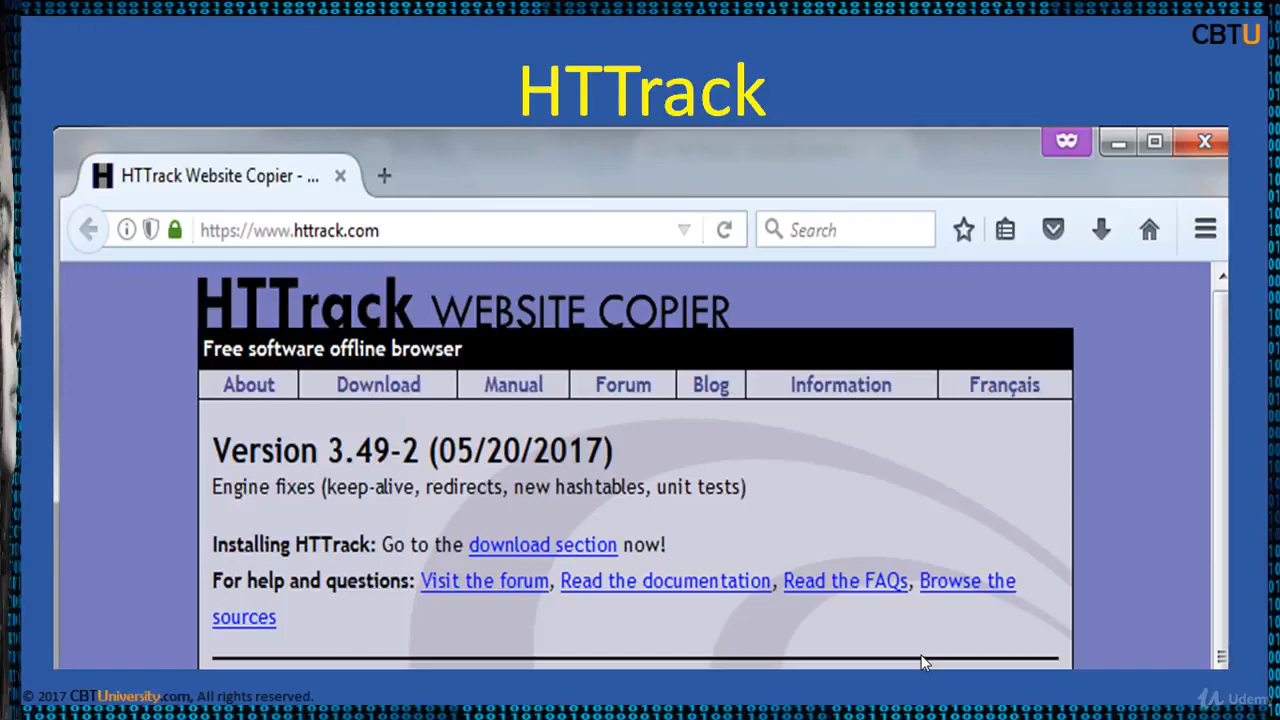 CBTU
HTTrack
HTTrack Website Copier - ...
https://www.httrack.com
Search
HTTrack WEBSITE COPIER
Free software offline browser
About Download Manual Forum Blog Information Français
Version 3.49-2 (05/20/2017)
Engine fixes (keep-alive, redirects, new hashtables, unit tests)
Installing HTTrack: Go to the download section now!
For help and questions: Visit the forum, Read the documentation, Read the FAQs, Browse the
sources
© 2017 CBTUniversity.com, All rights reserved.
Udemy